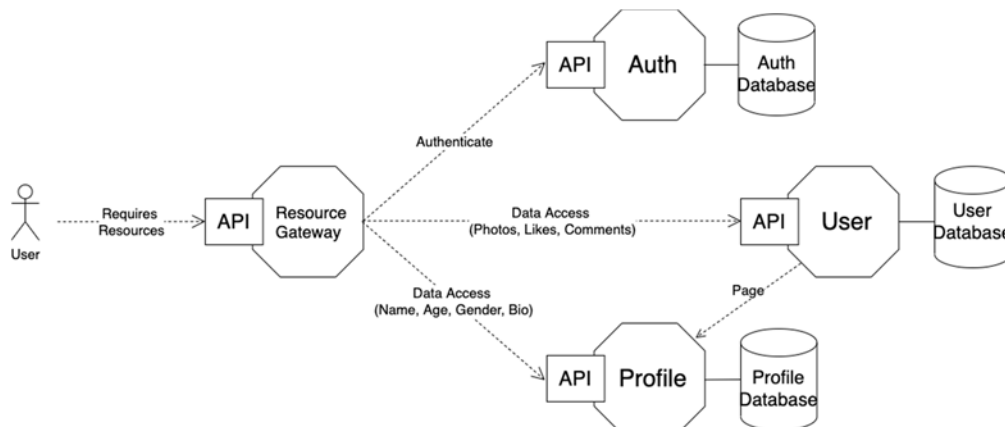 API
Auth
Auth
Database
Authenticate
User
Requires
Resources
API
Resource
Gateway
Data Access
(Photos, Likes, Comments)
API
User
User
Database
Data Access
(Name, Age, Gender, Bio)
Page
API
Profile
Profile
Database